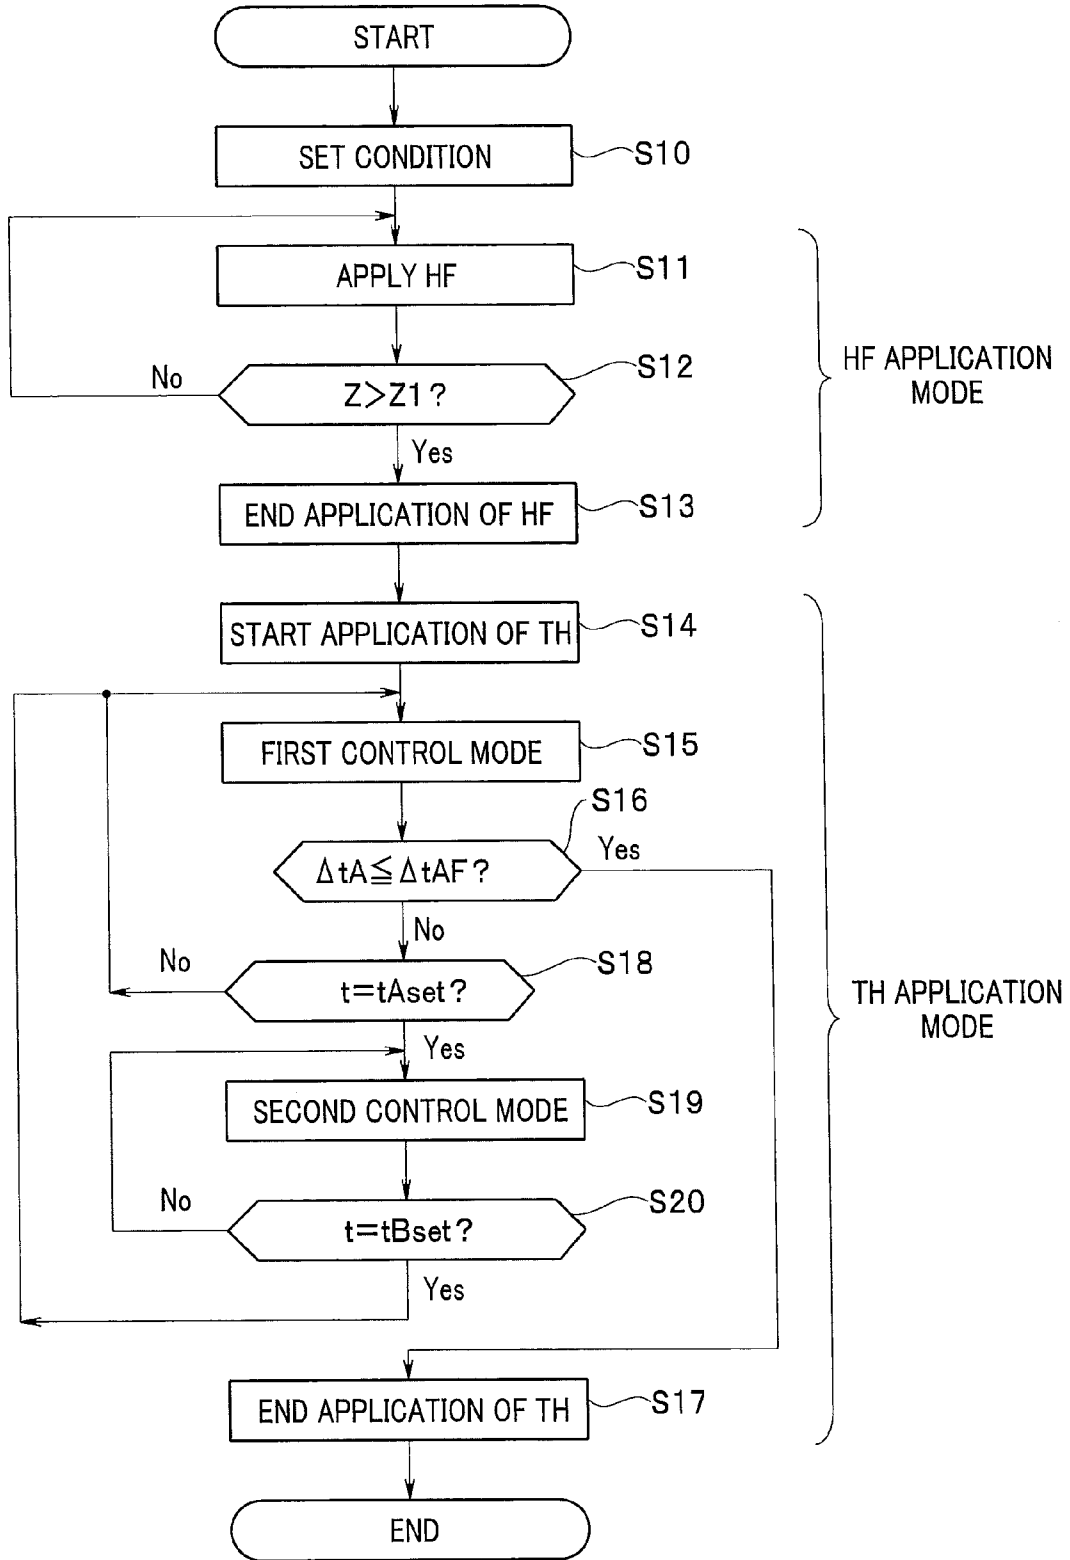 START
SET CONDITION
S10
APPLY HF
S11
Z>Z1?
S12
No
Yes
HF APPLICATION
MODE
END APPLICATION OF HF
S13
START APPLICATION OF TH
S14
FIRST CONTROL MODE
S15
S16
ΔtA≦ΔtAF?
Yes
No
No
t=tAset?
S18
Yes
TH APPLICATION
MODE
SECOND CONTROL MODE
S19
No
t=tBset?
S20
Yes
END APPLICATION OF TH
S17
END